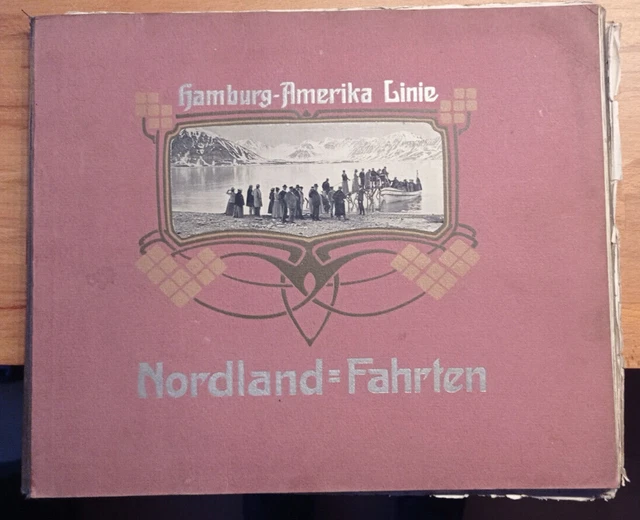 Hamburg-Amerika Linie
Nordland=Fahrten